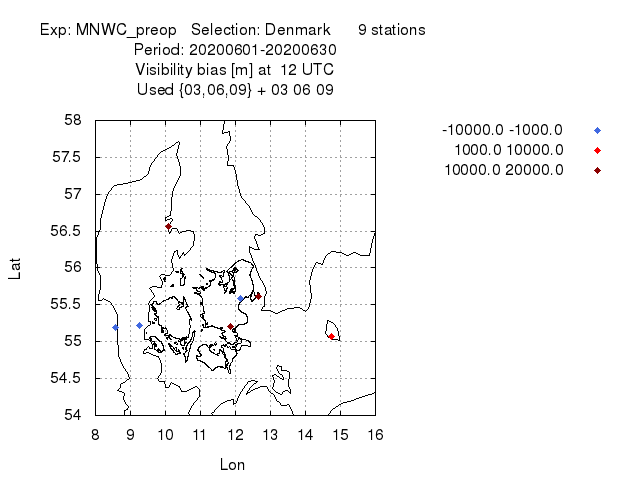 Exp: MNWC_preop Selection: Denmark 9 stations
Period: 20200601-20200630
Visibility bias [m] at 12 UTC
Used {03,06,09} + 03 06 09
-10000.0 -1000.0
1000.0 10000.0
10000.0 20000.0
58
57.5
57
56.5
56
55.5
55
54.5
54
Lat
8 9 10 11 12 13 14 15 16
Lon